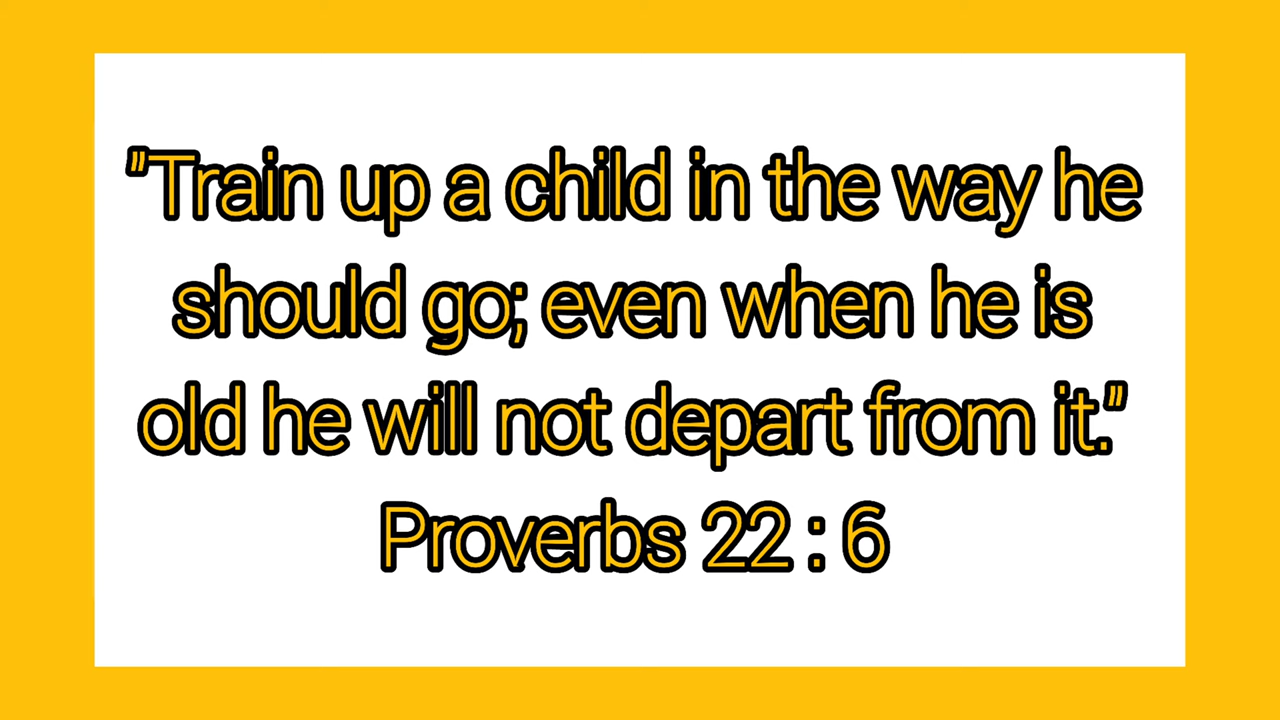 "Train up a child in the way he
should go; even when he is
old he will not depart from it."
Proverbs 22 : 6